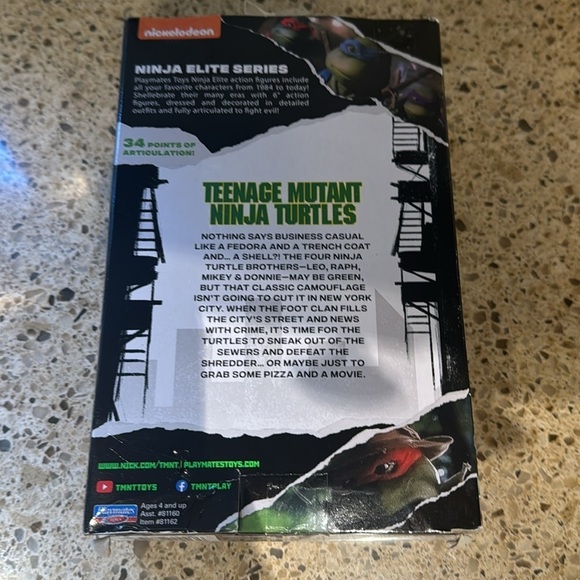 nickelodeon
NINJA ELITE SERIES
Playmates Toys Ninja Elite action figures include
all your favorite characters from 1984 to today!
Shellebrate their many eras with 6" action
figures, dressed and decorated in detailed
outfits and fully articulated to fight evil!
34 POINTS OF
ARTICULATION!
TEENAGE MUTANT
NINJA TURTLES
NOTHING SAYS BUSINESS CASUAL
LIKE A FEDORA AND A TRENCH COAT
AND... A SHELL?! THE FOUR NINJA
TURTLE BROTHERS—LEO, RAPH,
MIKEY & DONNIE—MAY BE GREEN,
BUT THAT CLASSIC CAMOUFLAGE
ISN'T GOING TO CUT IT IN NEW YORK
CITY. WHEN THE FOOT CLAN FILLS
THE CITY'S STREET AND NEWS
WITH CRIME, IT'S TIME FOR THE
TURTLES TO SNEAK OUT OF THE
SEWERS AND DEFEAT THE
SHREDDER... OR MAYBE JUST TO
GRAB SOME PIZZA AND A MOVIE.
WWW.NICK.COM/TMNT | PLAYMATESTOYS.COM
TMNTTOYS TMNTPLAY
Playmates
Ages 4 and up
Asst. #81160
Item #81162